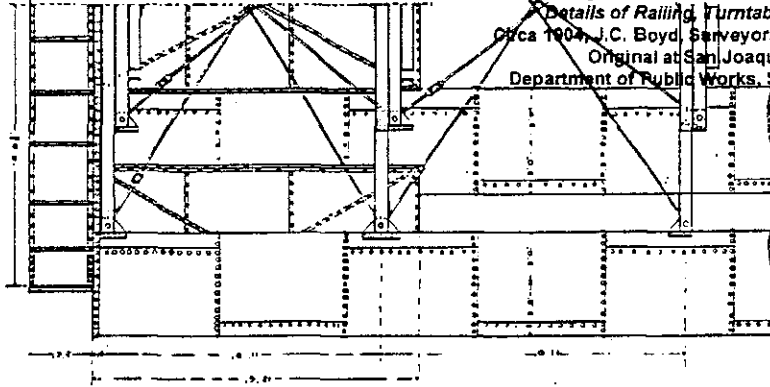 Details of Railing, Turntab
Circa 1904, J.C. Boyd, Surveyor
Original at San Joaqu
Department of Public Works, S